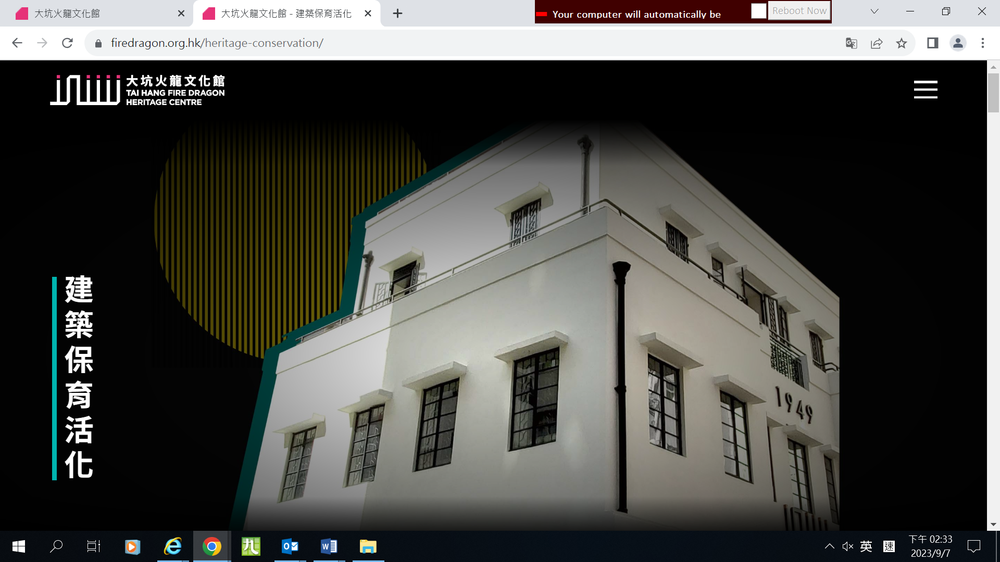 大坑火龍文化館
大坑火龍文化館 - 建築保育活化
Your computer will automatically be
Reboot Now
firedragon.org.hk/heritage-conservation/
大坑火龍文化館
TAI HANG FIRE DRAGON
HERITAGE CENTRE
建築保育活化
1949
英
速
下午 02:33
2023/9/7